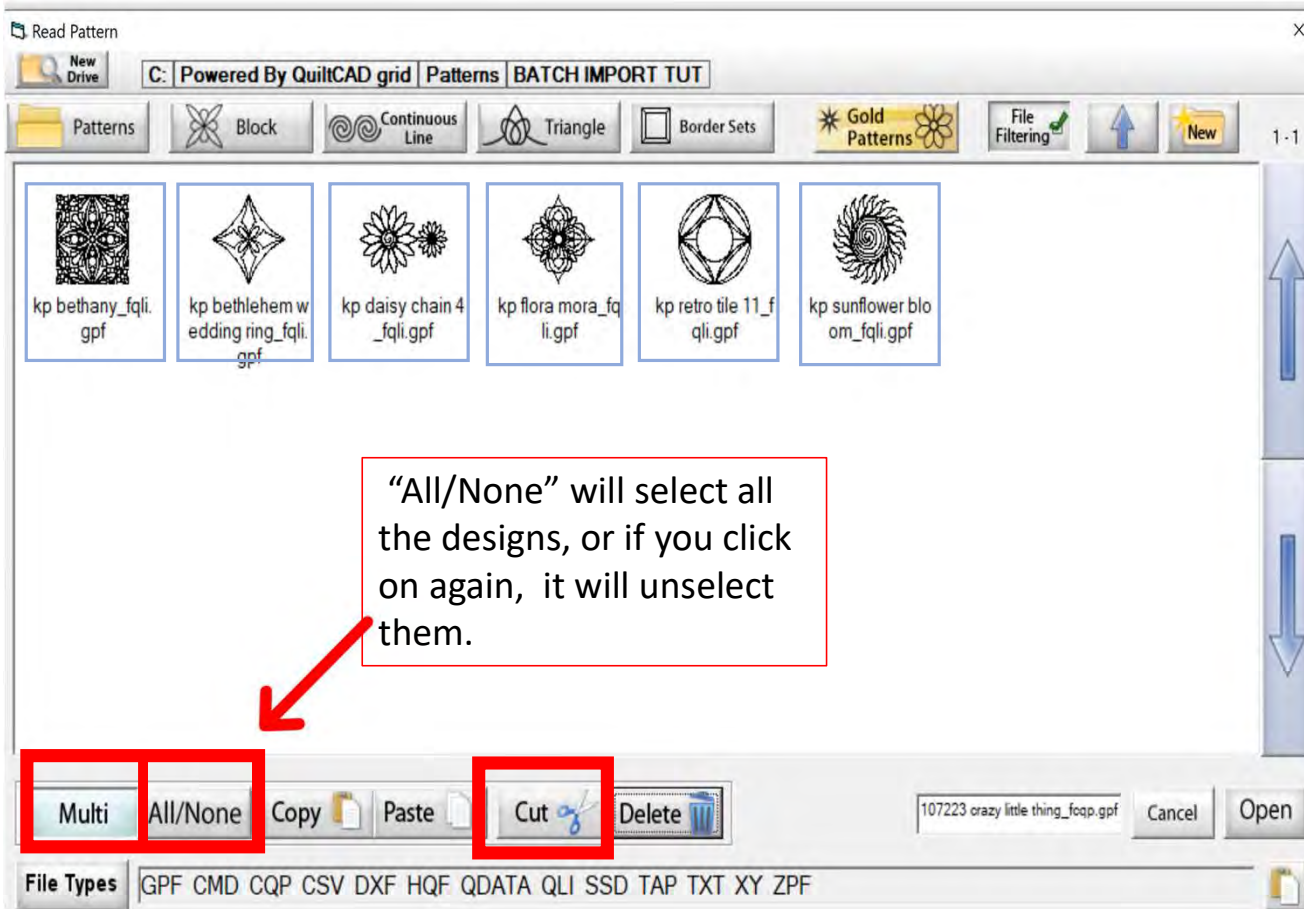 Read Pattern
X
New
Drive
C: Powered By QuiltCAD grid Patterns BATCH IMPORT TUT
Patterns
Block
Continuous
Line
Triangle
Border Sets
Gold
Patterns
File
Filtering
New
1 - 1
kp bethany_fqli.
gpf
kp bethlehem w
edding ring_fqli.
gpf
kp daisy chain 4
_fqli.gpf
kp flora mora_fq
li.gpf
kp retro tile 11_f
qli.gpf
kp sunflower blo
om_fqli.gpf
“All/None” will select all
the designs, or if you click
on again, it will unselect
them.
Multi
All/None
Copy
Paste
Cut
Delete
107223 crazy little thing_foqp.gpf
Cancel
Open
File Types
GPF CMD CQP CSV DXF HQF QDATA QLI SSD TAP TXT XY ZPF